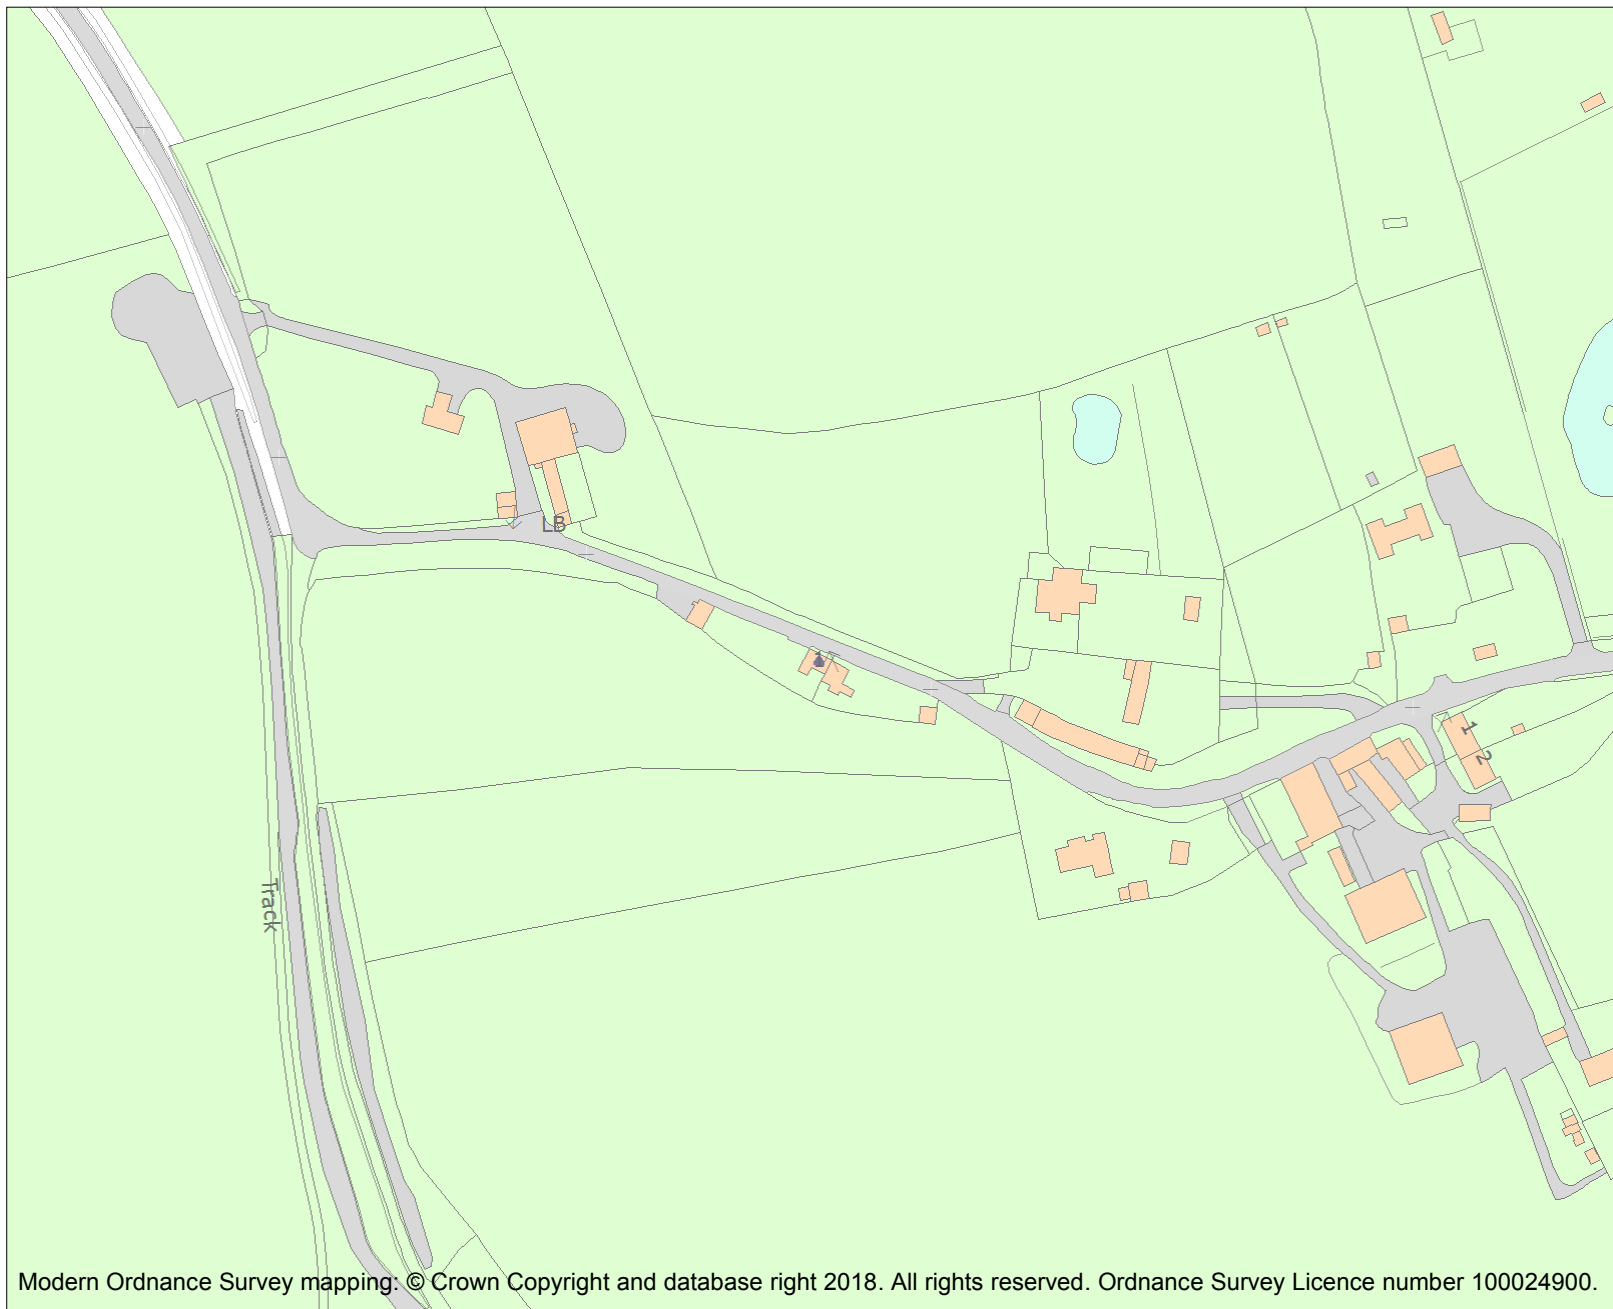 LB
1
2
Track
Modern Ordnance Survey mapping: © Crown Copyright and database right 2018. All rights reserved. Ordnance Survey Licence number 100024900.